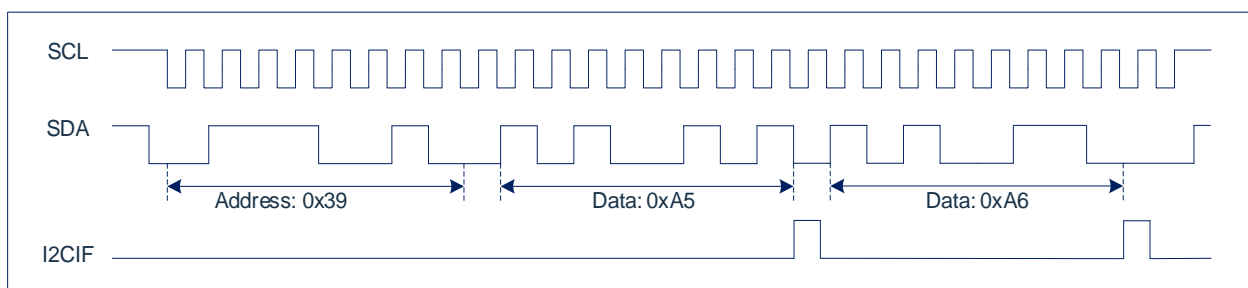 SCL
SDA
Address: 0x39 Data: 0xA5 Data: 0xA6
I2CIF